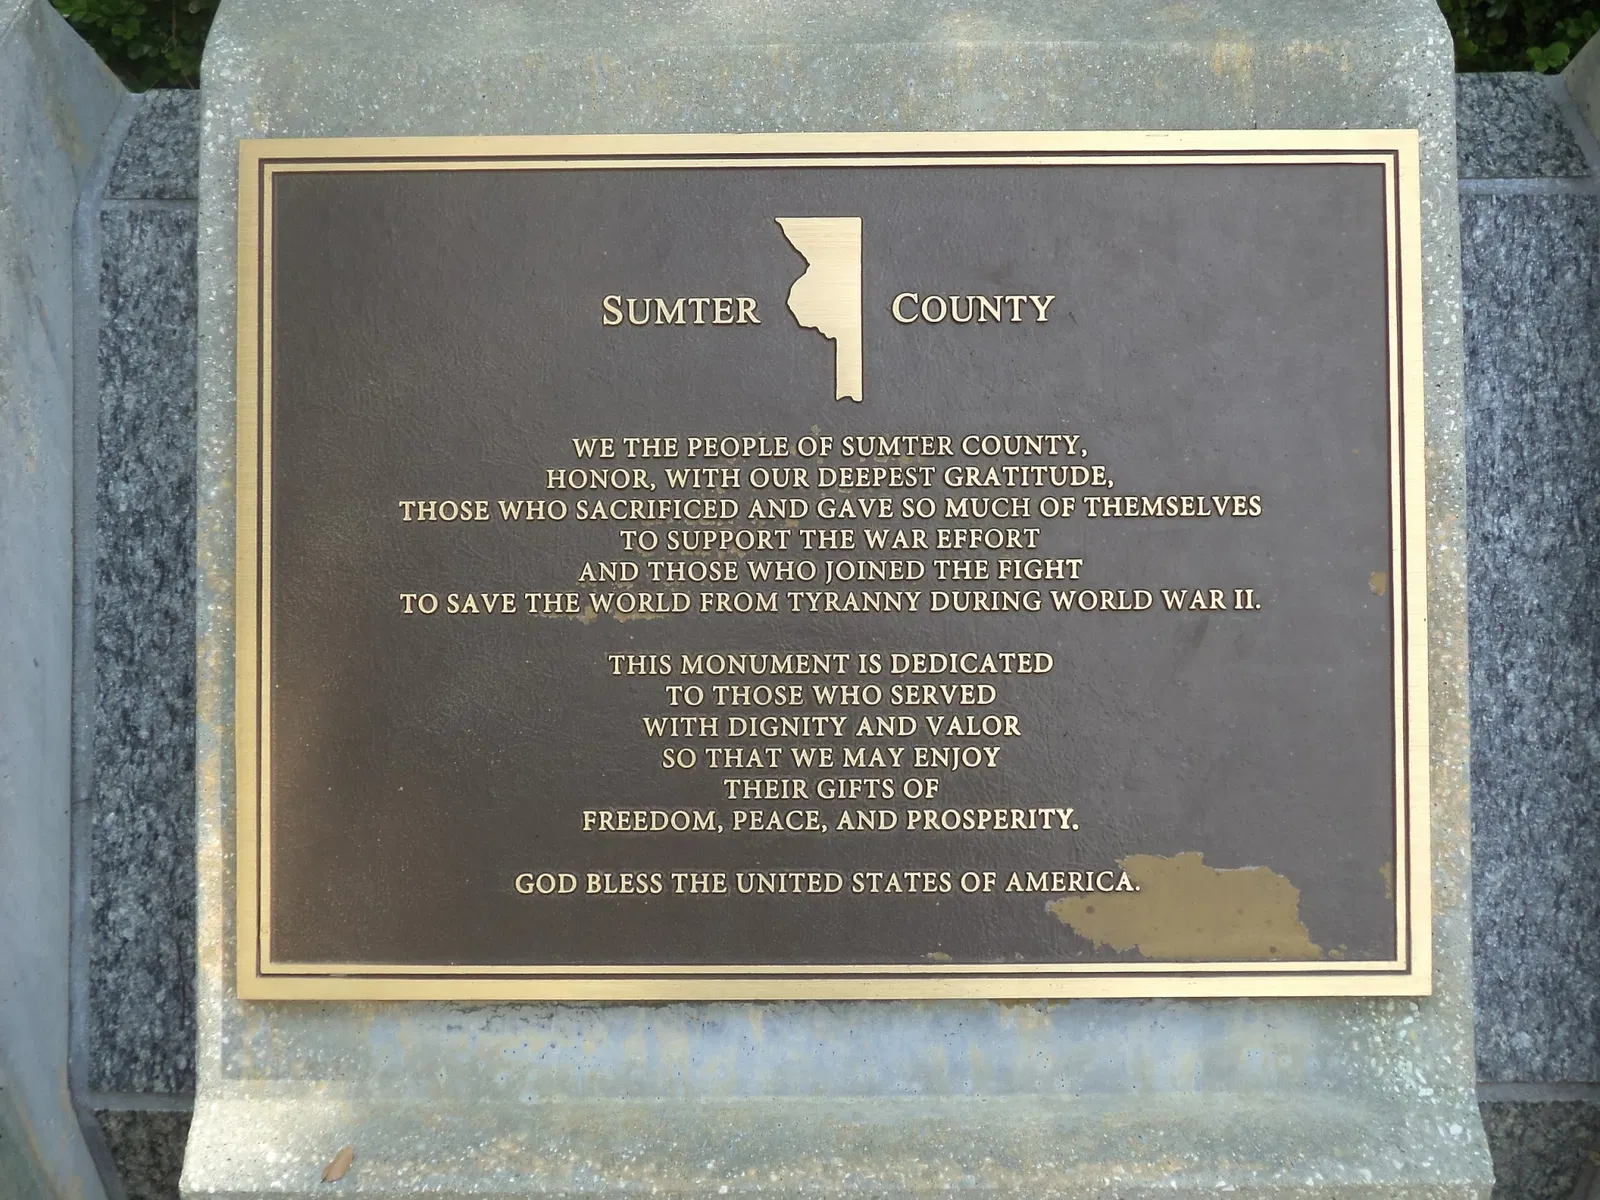 SUMTER COUNTY
WE THE PEOPLE OF SUMTER COUNTY,
HONOR, WITH OUR DEEPEST GRATITUDE,
THOSE WHO SACRIFICED AND GAVE SO MUCH OF THEMSELVES
TO SUPPORT THE WAR EFFORT
AND THOSE WHO JOINED THE FIGHT
TO SAVE THE WORLD FROM TYRANNY DURING WORLD WAR II.
THIS MONUMENT IS DEDICATED
TO THOSE WHO SERVED
WITH DIGNITY AND VALOR
SO THAT WE MAY ENJOY
THEIR GIFTS OF
FREEDOM, PEACE, AND PROSPERITY.
GOD BLESS THE UNITED STATES OF AMERICA.